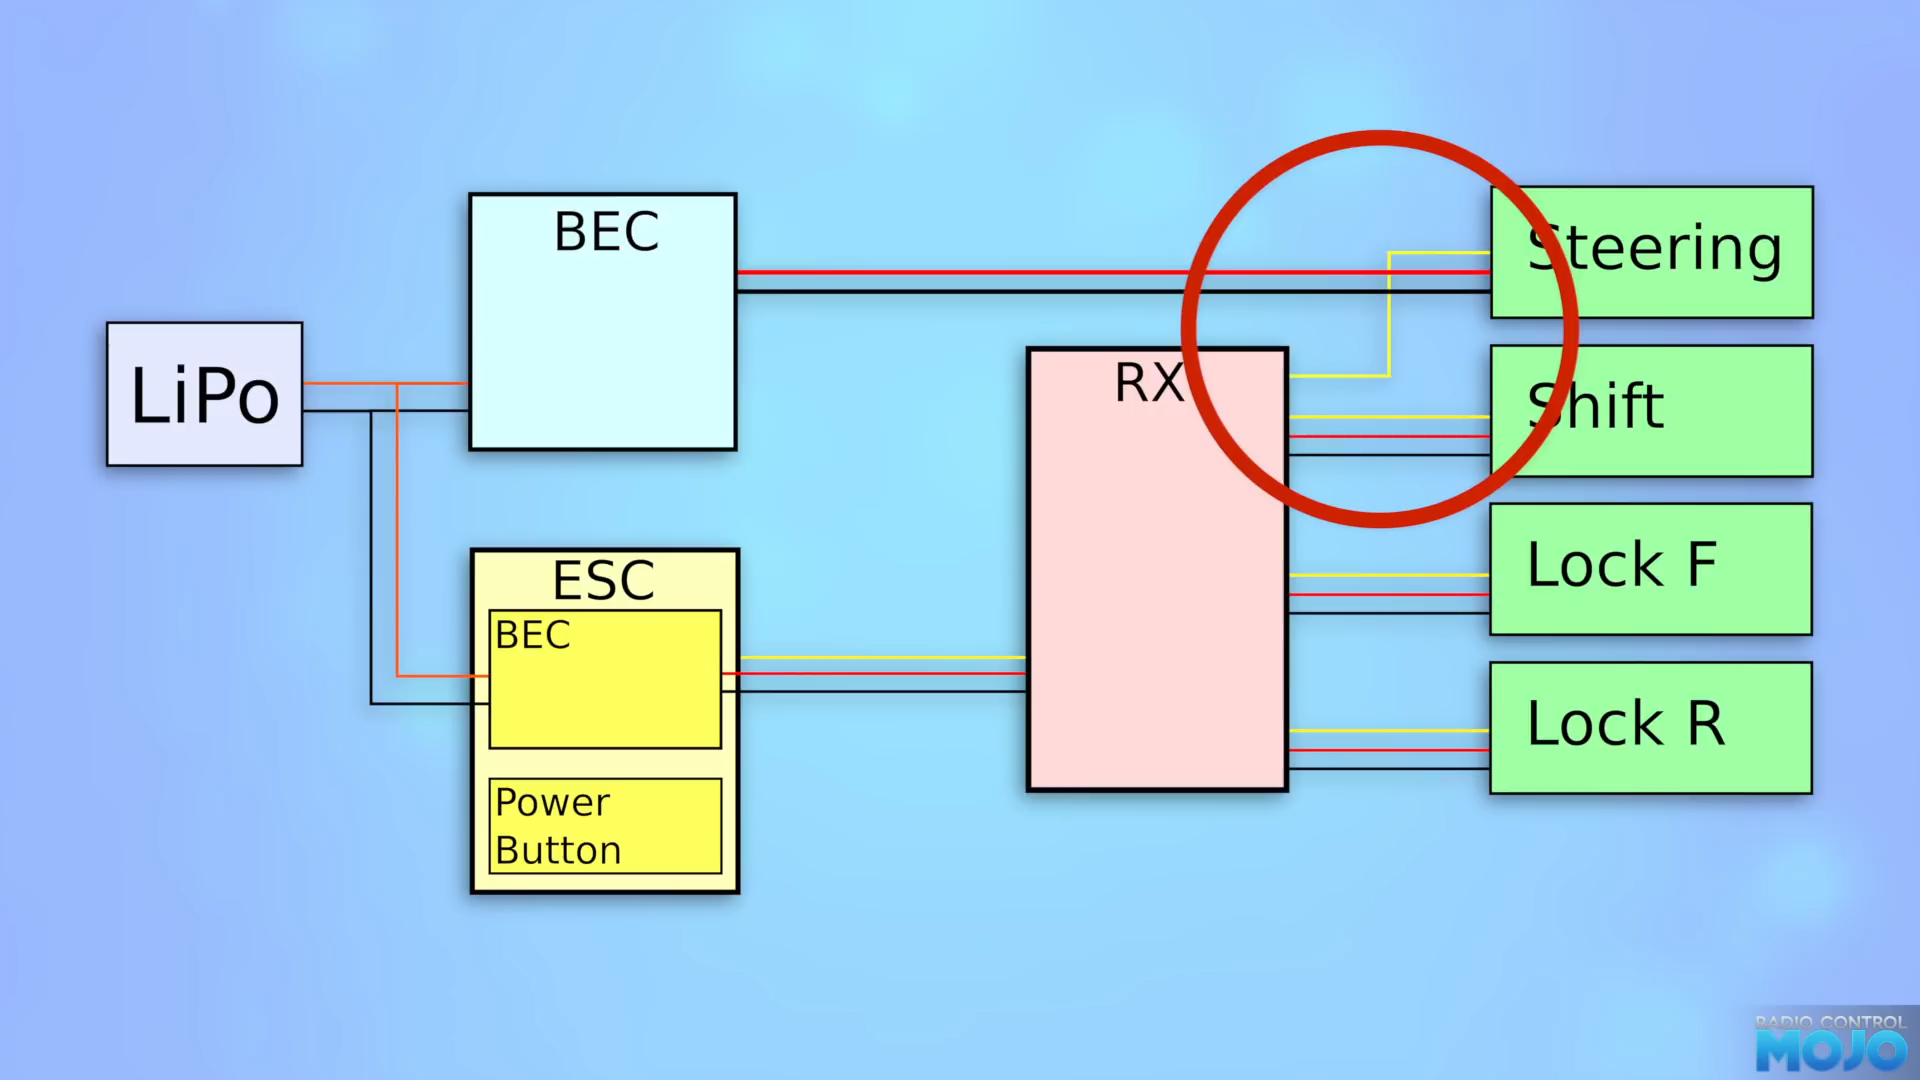 BEC
Steering
LiPo
RX
Shift
ESC
BEC
Lock F
Lock R
Power
Button
RADIO CONTROL
MOJO